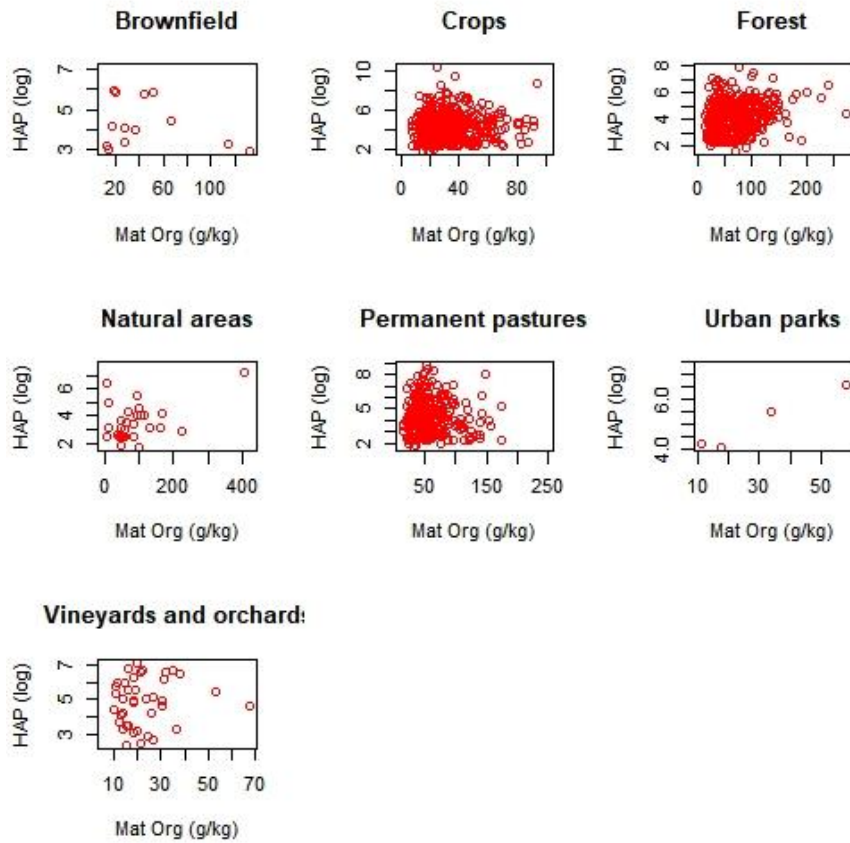 Brownfield
HAP (log)
3 5 7
20 60 100
Mat Org (g/kg)
Crops
HAP (log)
2 6 10
0 40 80
Mat Org (g/kg)
Forest
HAP (log)
2 4 6 8
0 100 200
Mat Org (g/kg)
Natural areas
HAP (log)
2 4 6
0 200 400
Mat Org (g/kg)
Permanent pastures
HAP (log)
2 5 8
50 150 250
Mat Org (g/kg)
Urban parks
HAP (log)
4.0 6.0
10 30 50
Mat Org (g/kg)
Vineyards and orchards
HAP (log)
3 5 7
10 30 50 70
Mat Org (g/kg)